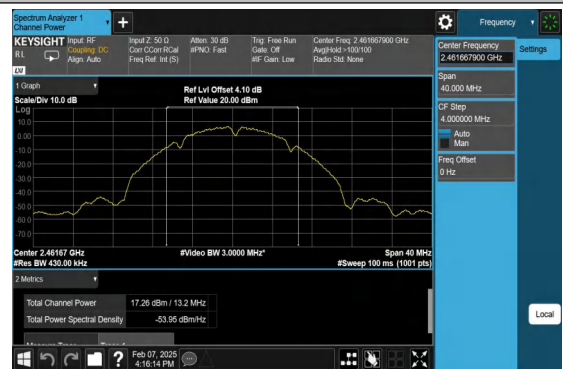 Spectrum Analyzer 1
Channel Power
+
Frequency
KEYSIGHT
RL
LXI
Input: RF
Coupling: DC
Align: Auto
Input Z: 50 Ω
Corr CCorr RCal
Freq Ref: Int (S)
Atten: 30 dB
#PNO: Fast
Trig: Free Run
Gate: Off
#IF Gain: Low
Center Freq: 2.461667900 GHz
Avg|Hold:>100/100
Radio Std: None
Center Frequency
2.461667900 GHz
Settings
Span
40.000 MHz
CF Step
4.000000 MHz
Auto
Man
Freq Offset
0 Hz
1 Graph
Scale/Div 10.0 dB
Ref Lvl Offset 4.10 dB
Ref Value 20.00 dBm
Log
10.0
0.00
-10.0
-20.0
-30.0
-40.0
-50.0
-60.0
-70.0
Center 2.46167 GHz
#Res BW 430.00 kHz
#Video BW 3.0000 MHz*
Span 40 MHz
#Sweep 100 ms (1001 pts)
2 Metrics
Total Channel Power 17.26 dBm / 13.2 MHz
Total Power Spectral Density -53.95 dBm/Hz
Local
?
Feb 07, 2025
4:16:14 PM